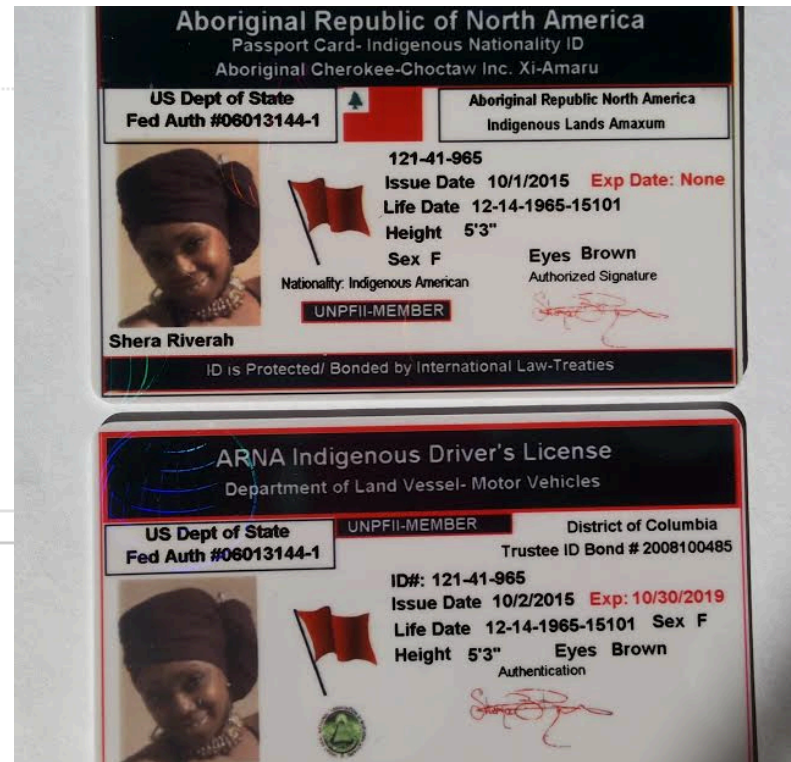 Aboriginal Republic of North America
Passport Card- Indigenous Nationality ID
Aboriginal Cherokee-Choctaw Inc. Xi-Amaru
US Dept of State
Fed Auth #06013144-1
Aboriginal Republic North America
Indigenous Lands Amaxum
121-41-965
Issue Date 10/1/2015 Exp Date: None
Life Date 12-14-1965-15101
Height 5'3"
Sex F Eyes Brown
Nationality: Indigenous American Authorized Signature
UNPFII-MEMBER
Shera Riverah
ID is Protected/ Bonded by International Law-Treaties
ARNA Indigenous Driver's License
Department of Land Vessel- Motor Vehicles
US Dept of State
Fed Auth #06013144-1
UNPFII-MEMBER
District of Columbia
Trustee ID Bond # 2008100485
ID#: 121-41-965
Issue Date 10/2/2015 Exp: 10/30/2019
Life Date 12-14-1965-15101 Sex F
Height 5'3" Eyes Brown
Authentication